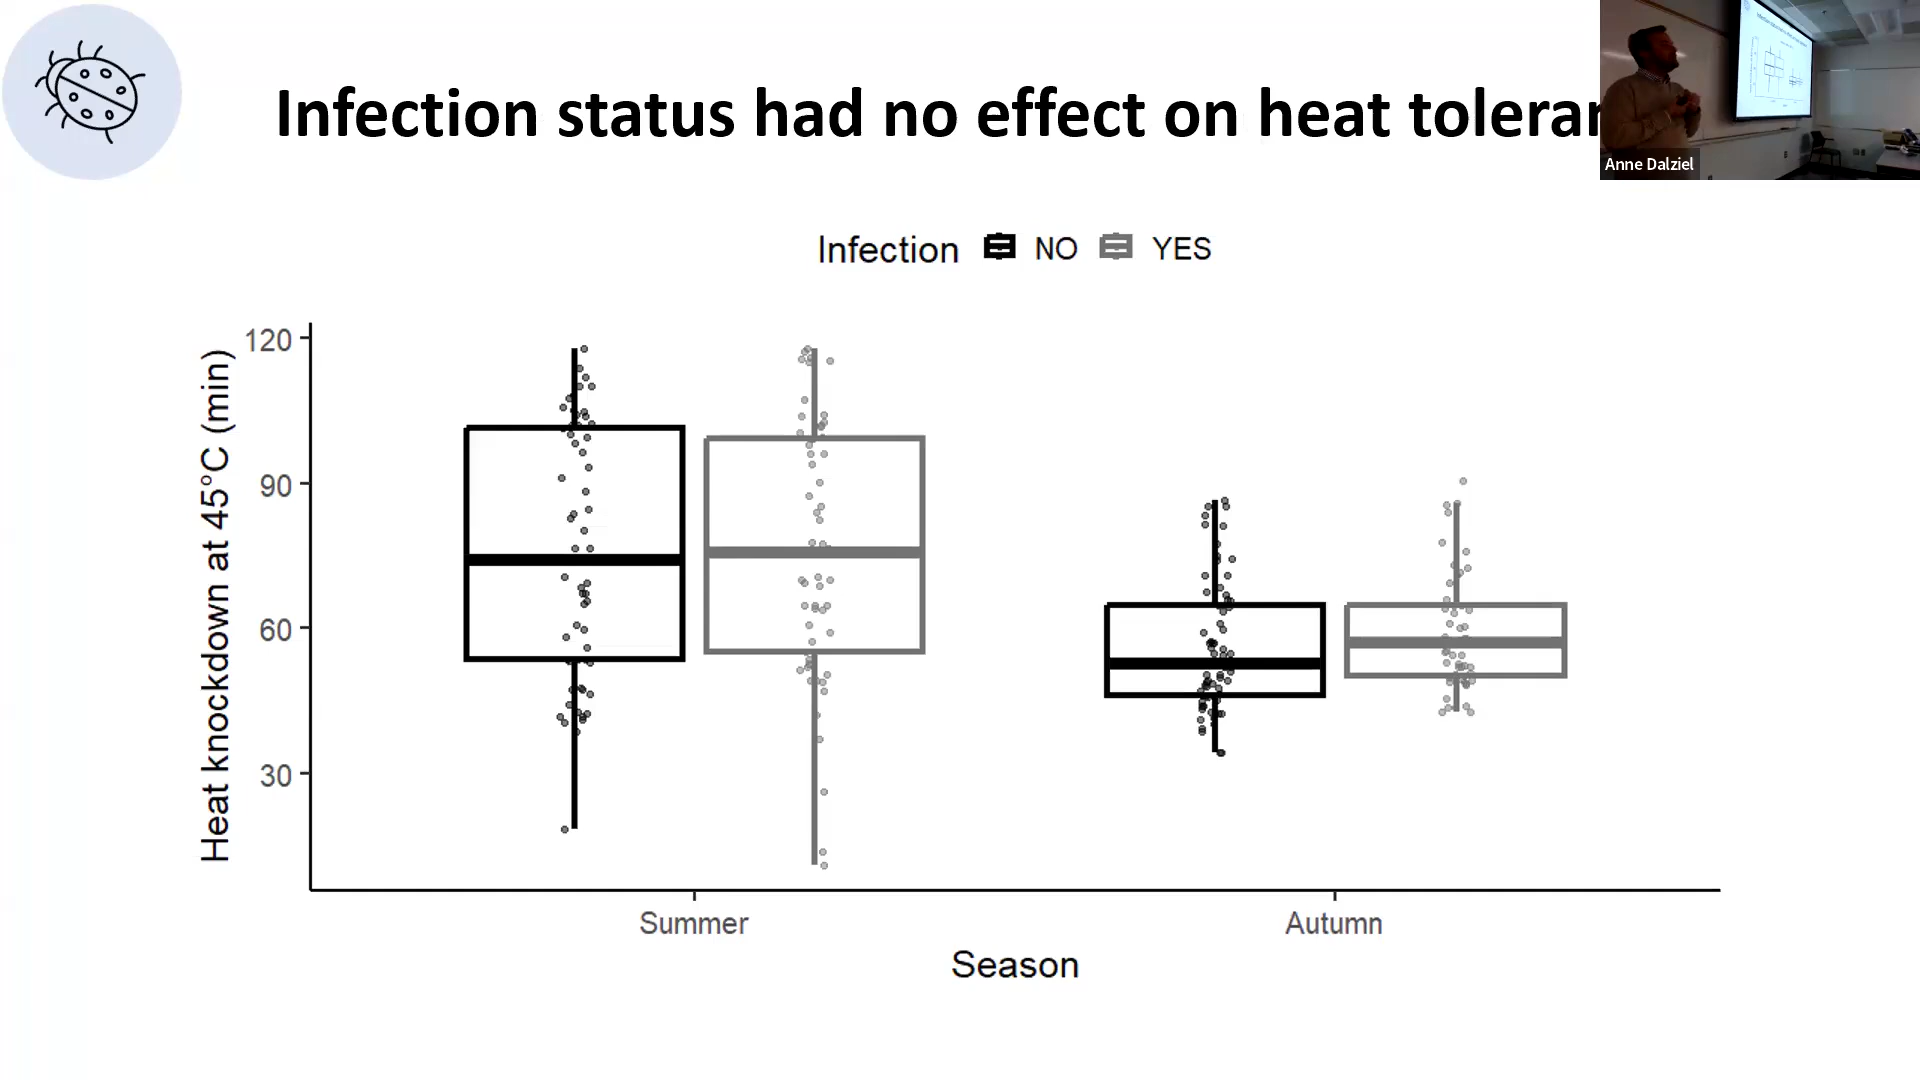 Infection status had no effect on heat toleran
Anne Dalziel
Infection NO YES
Heat knockdown at 45°C (min)
120
90
60
30
Summer Autumn
Season